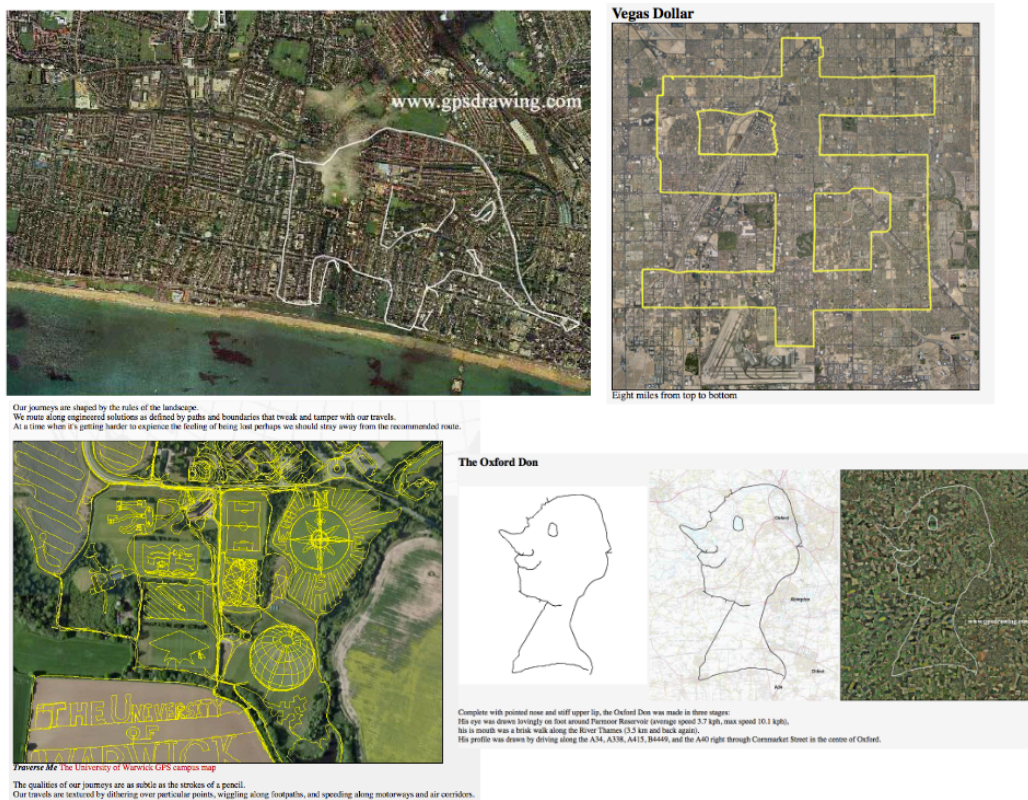 www.gpsdrawing.com
Vegas Dollar
Eight miles from top to bottom
Our journeys are shaped by the rules of the landscape.
We route along engineered solutions as defined by paths and boundaries that tweak and tamper with our travels.
At a time when it's getting harder to expience the feeling of being lost perhaps we should stray away from the recommended route.
THE UNIVERSITY
OF
WARWICK
Traverse Me The University of Warwick GPS campus map
The qualities of our journeys are as subtle as the strokes of a pencil.
Our travels are textured by dithering over particular points, wiggling along footpaths, and speeding along motorways and air corridors.
The Oxford Don
Oxford
Abingdon
Didcot
www.gpsdrawing.com
Complete with pointed nose and stiff upper lip, the Oxford Don was made in three stages:
His eye was drawn lovingly on foot around Farmoor Reservoir (average speed 3.7 kph, max speed 10.1 kph),
his is mouth was a brisk walk along the River Thames (3.5 km and back again).
His profile was drawn by driving along the A34, A338, A415, B4449, and the A40 right through Cornmarket Street in the centre of Oxford.